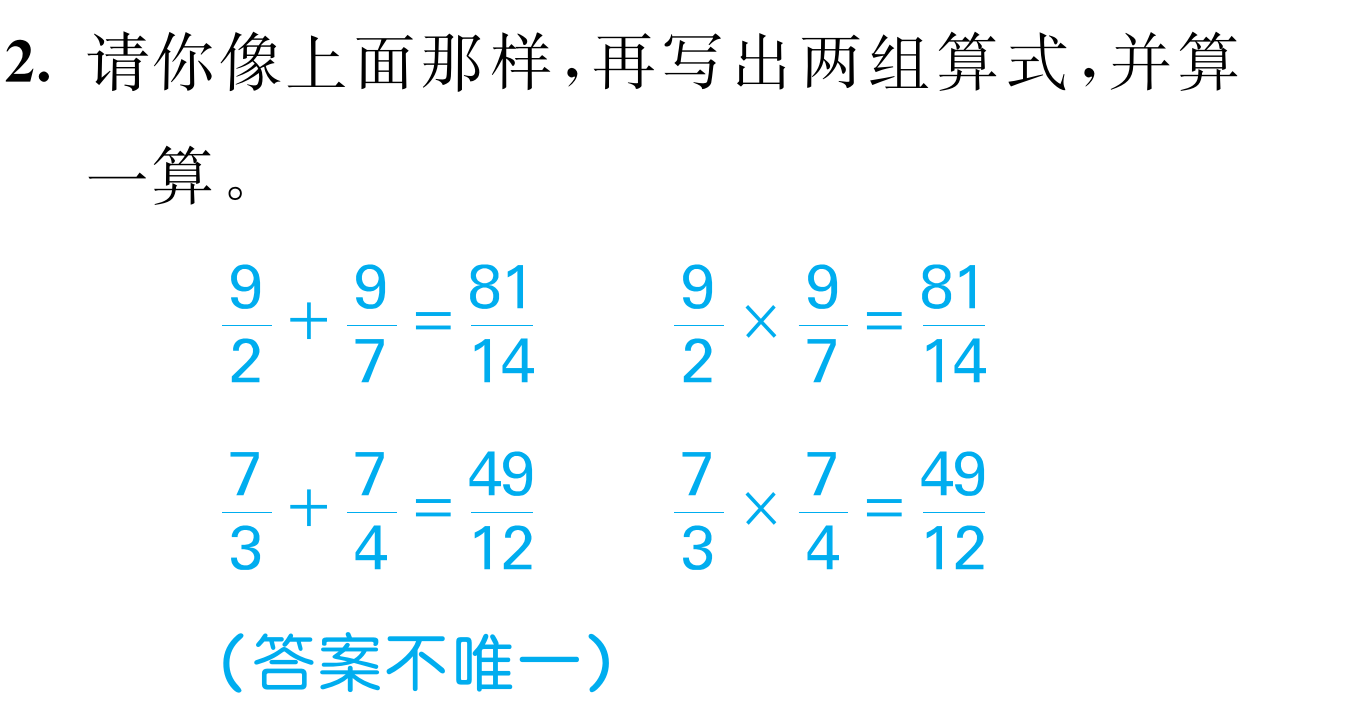 2. 请你像上面那样,再写出两组算式,并算
一算。
9/2 + 9/7 = 81/14    9/2 × 9/7 = 81/14
7/3 + 7/4 = 49/12    7/3 × 7/4 = 49/12
(答案不唯一)